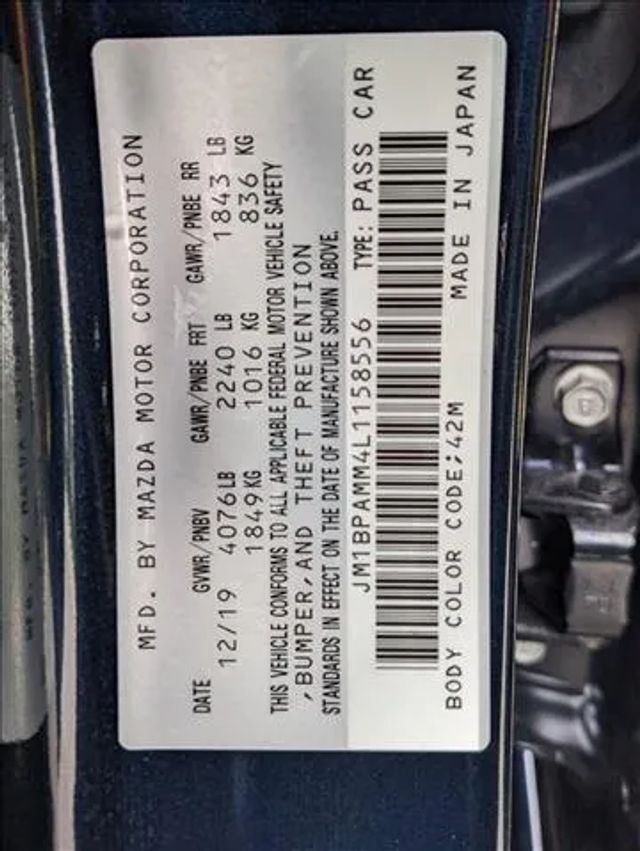 MFD. BY MAZDA MOTOR CORPORATION
DATE GVWR/PNBV GAWR/PNBE FRT GAWR/PNBE RR
12/19 4076LB 2240 LB 1843 LB
1849KG 1016 KG 836 KG
THIS VEHICLE CONFORMS TO ALL APPLICABLE FEDERAL MOTOR VEHICLE SAFETY
,BUMPER,AND THEFT PREVENTION
STANDARDS IN EFFECT ON THE DATE OF MANUFACTURE SHOWN ABOVE.
JM1BPAMM4L1158556 TYPE: PASS CAR
BODY COLOR CODE;42M MADE IN JAPAN